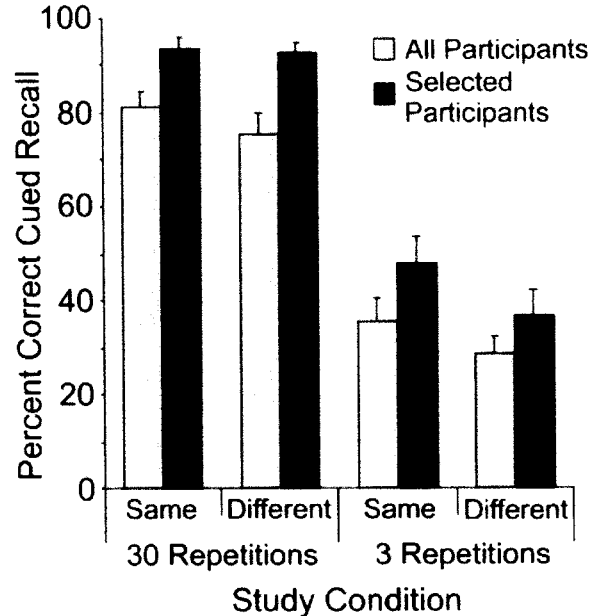 Percent Correct Cued Recall
100
80
60
40
20
0
All Participants
Selected
Participants
Same Different Same Different
30 Repetitions 3 Repetitions
Study Condition